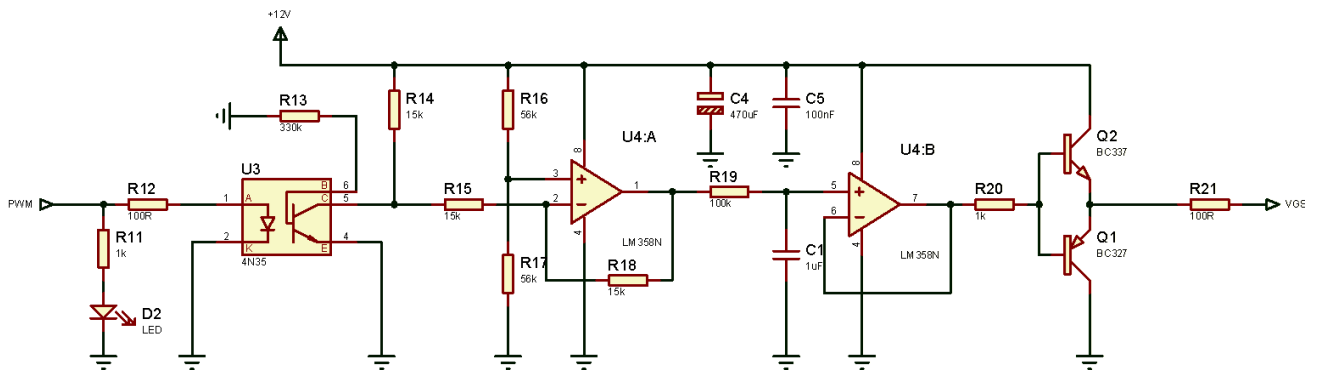 +12V
R13
330k
R14
15k
R16
56k
C4
470uF
C5
100nF
U4:A
U4:B
Q2
BC337
U3
8
8
B
6
PWM
R12
100R
1
A
C
5
R15
15k
3
2
1
R19
100k
5
6
7
R20
1k
R21
100R
VGS
R11
1k
2
K
E
4
4N35
4
LM358N
R17
56k
R18
15k
C1
1uF
4
LM358N
Q1
BC327
D2
LED